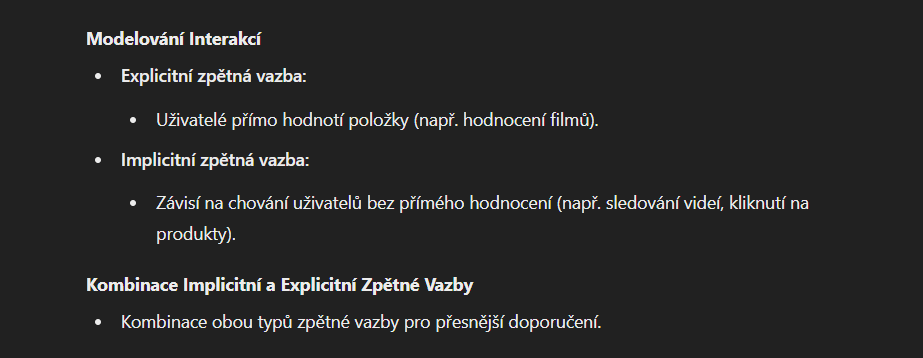 Modelování Interakcí
• Explicitní zpětná vazba:
• Uživatelé přímo hodnotí položky (např. hodnocení filmů).
• Implicitní zpětná vazba:
• Závisí na chování uživatelů bez přímého hodnocení (např. sledování videí, kliknutí na
produkty).
Kombinace Implicitní a Explicitní Zpětné Vazby
• Kombinace obou typů zpětné vazby pro přesnější doporučení.